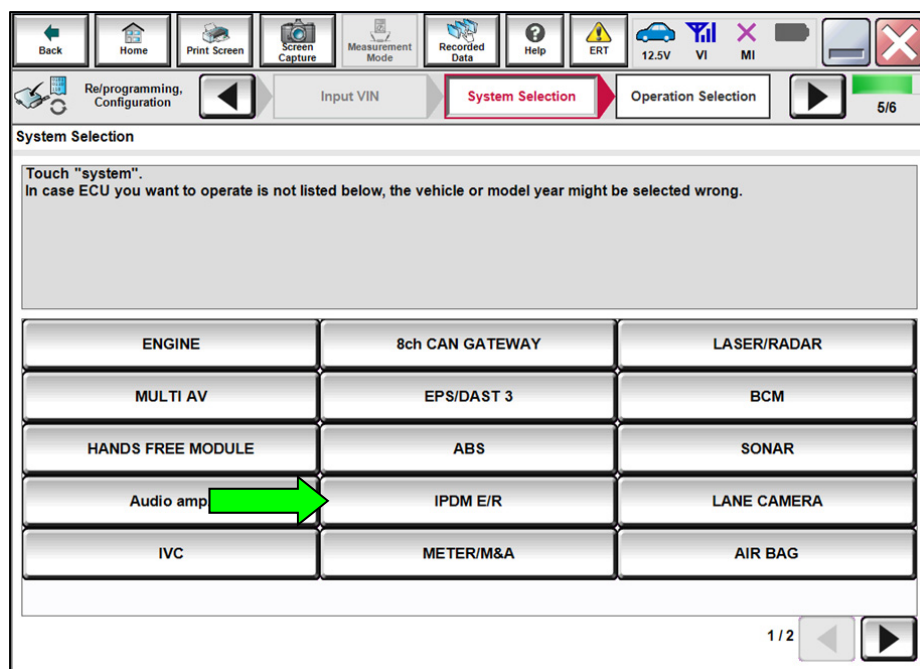 Back
Home
Print Screen
Screen
Capture
Measurement
Mode
Recorded
Data
Help
ERT
12.5V
VI
MI
Re/programming,
Configuration
Input VIN
System Selection
Operation Selection
5/6
System Selection
Touch "system".
In case ECU you want to operate is not listed below, the vehicle or model year might be selected wrong.
ENGINE
8ch CAN GATEWAY
LASER/RADAR
MULTI AV
EPS/DAST 3
BCM
HANDS FREE MODULE
ABS
SONAR
Audio amp
IPDM E/R
LANE CAMERA
IVC
METER/M&A
AIR BAG
1 / 2